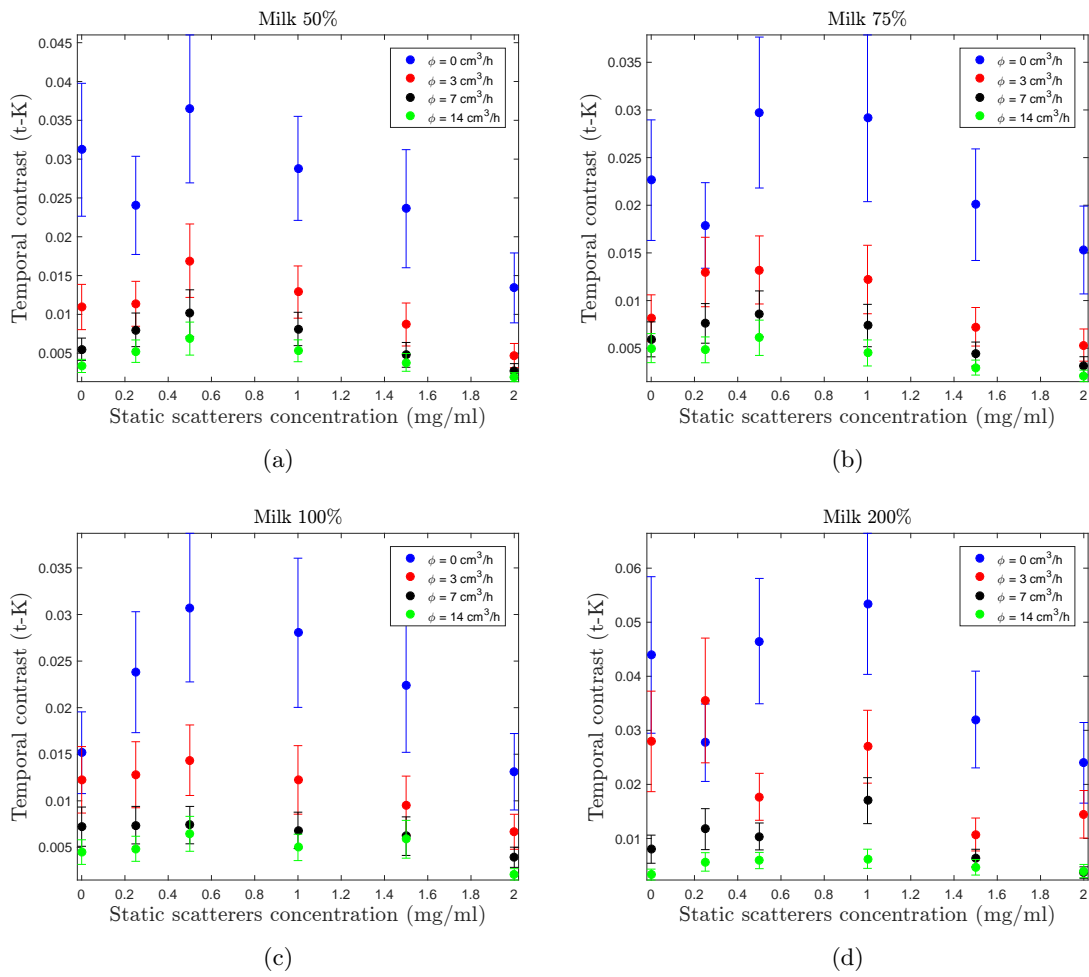 Milk 50%
Temporal contrast (t-K)
0.045
0.04
0.035
0.03
0.025
0.02
0.015
0.01
0.005
ϕ = 0 cm³/h
ϕ = 3 cm³/h
ϕ = 7 cm³/h
ϕ = 14 cm³/h
0 0.2 0.4 0.6 0.8 1 1.2 1.4 1.6 1.8 2
Static scatterers concentration (mg/ml)
(a)
Milk 75%
Temporal contrast (t-K)
0.035
0.03
0.025
0.02
0.015
0.01
0.005
ϕ = 0 cm³/h
ϕ = 3 cm³/h
ϕ = 7 cm³/h
ϕ = 14 cm³/h
0 0.2 0.4 0.6 0.8 1 1.2 1.4 1.6 1.8 2
Static scatterers concentration (mg/ml)
(b)
Milk 100%
Temporal contrast (t-K)
0.035
0.03
0.025
0.02
0.015
0.01
0.005
ϕ = 0 cm³/h
ϕ = 3 cm³/h
ϕ = 7 cm³/h
ϕ = 14 cm³/h
0 0.2 0.4 0.6 0.8 1 1.2 1.4 1.6 1.8 2
Static scatterers concentration (mg/ml)
(c)
Milk 200%
Temporal contrast (t-K)
0.06
0.05
0.04
0.03
0.02
0.01
ϕ = 0 cm³/h
ϕ = 3 cm³/h
ϕ = 7 cm³/h
ϕ = 14 cm³/h
0 0.2 0.4 0.6 0.8 1 1.2 1.4 1.6 1.8 2
Static scatterers concentration (mg/ml)
(d)